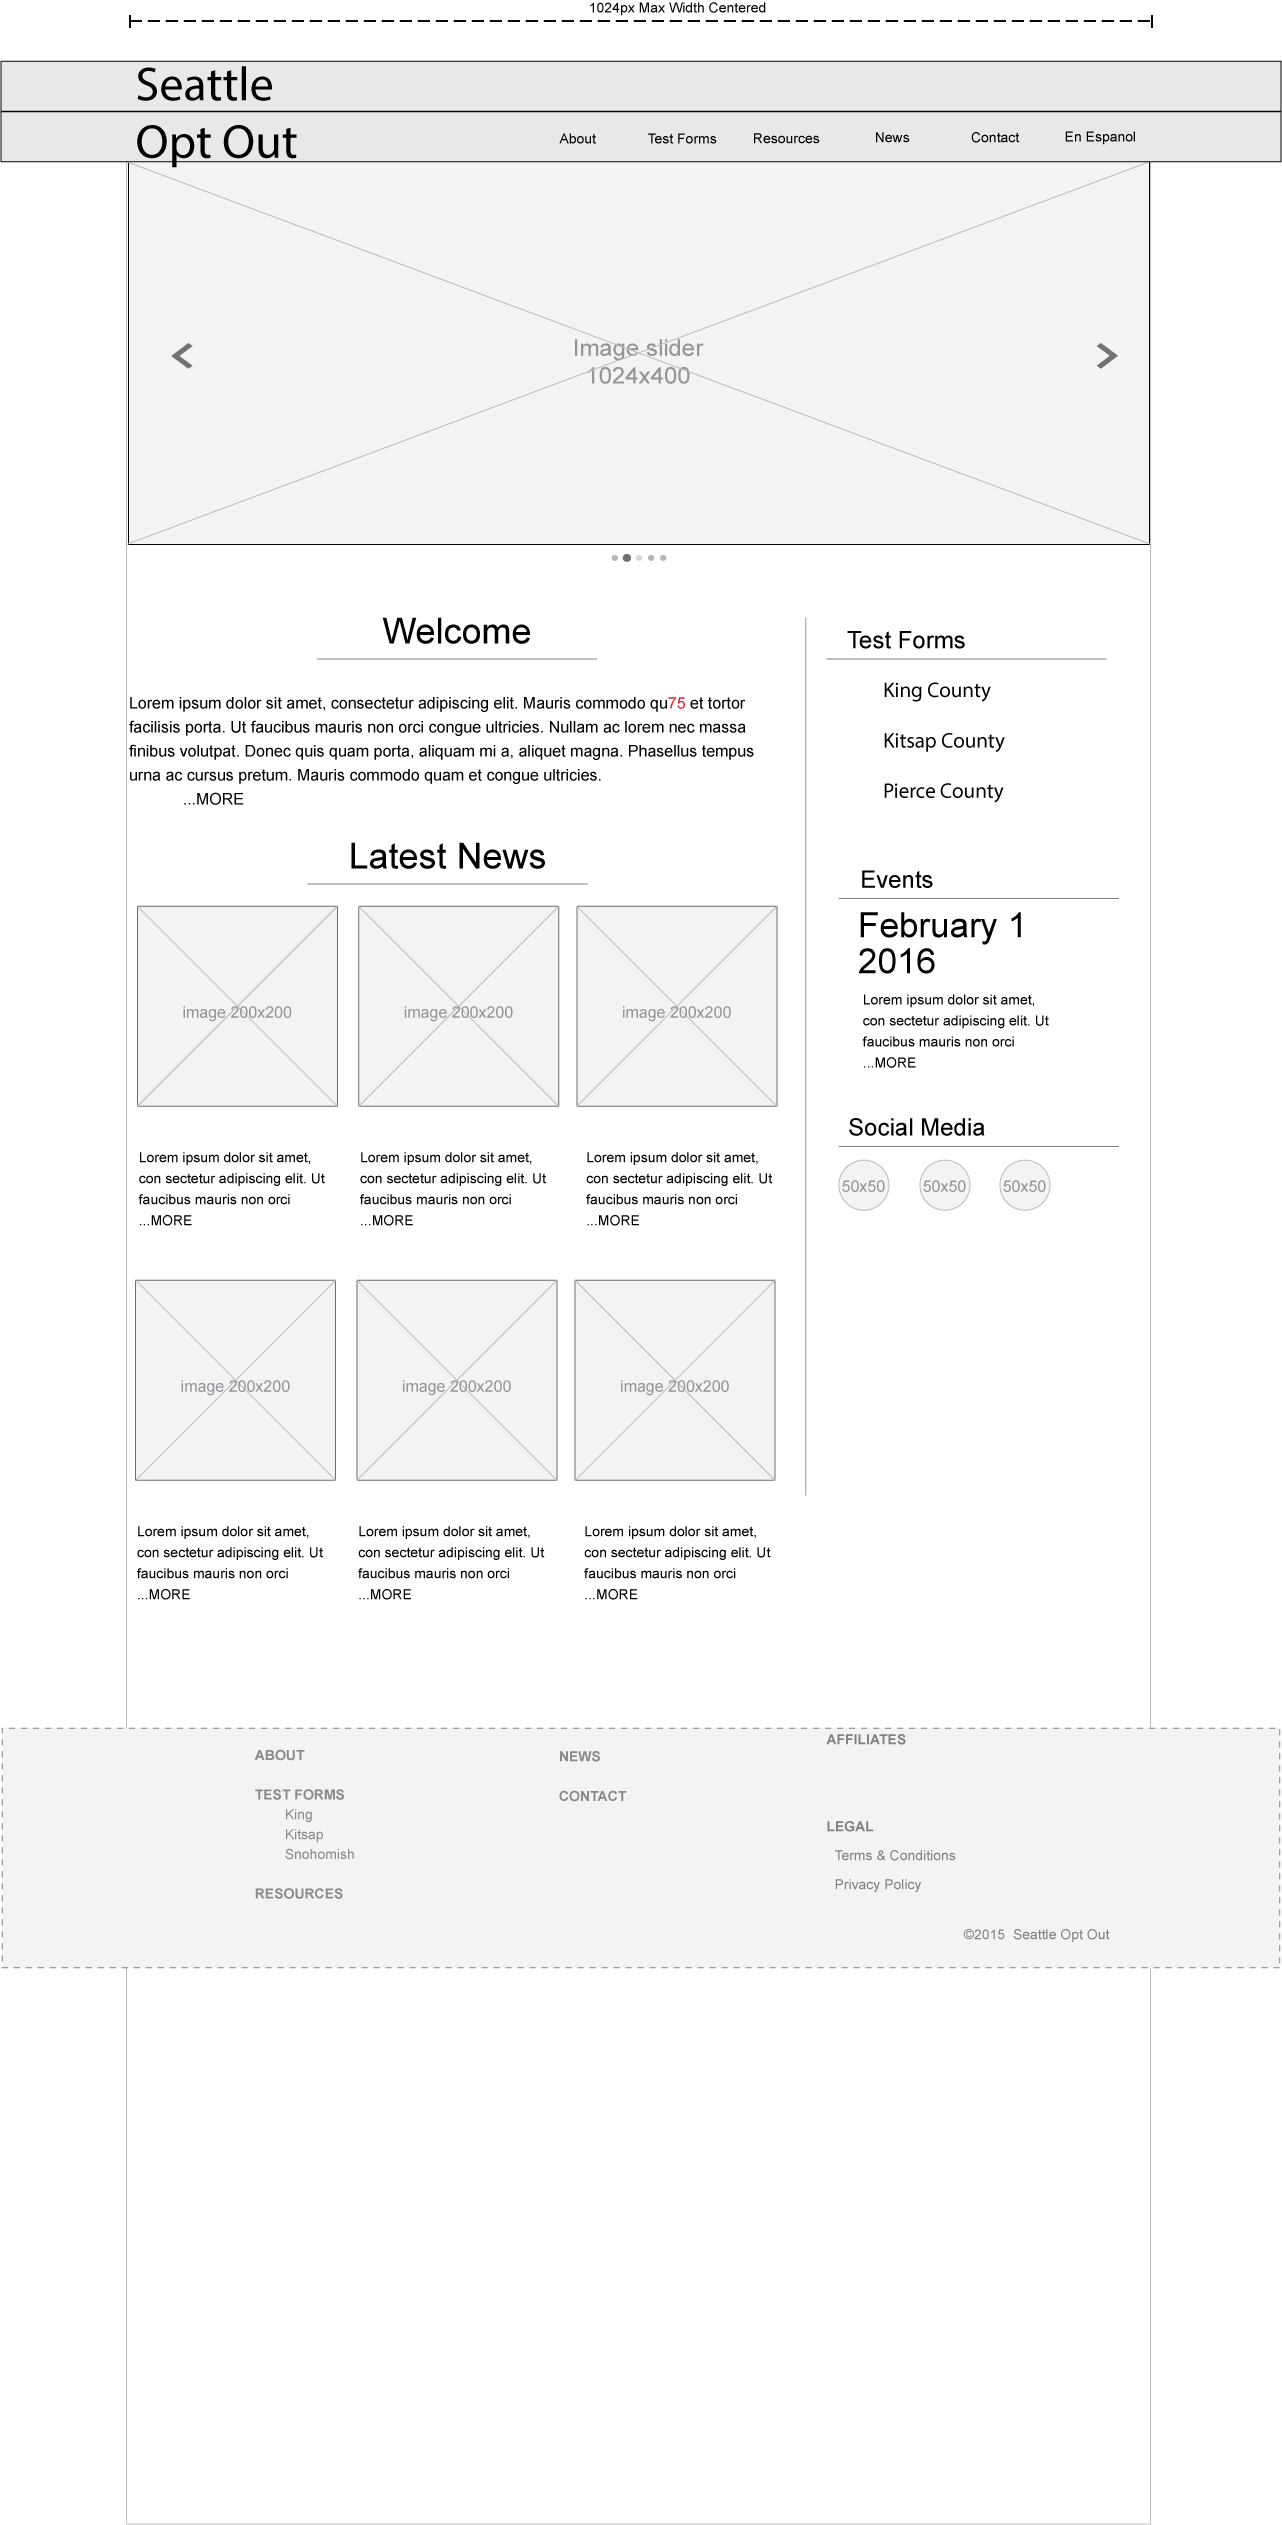 1024px Max Width Centered
Seattle
Opt Out
About
Test Forms
Resources
News
Contact
En Espanol
Image slider
1024x400
Welcome
Lorem ipsum dolor sit amet, consectetur adipiscing elit. Mauris commodo qu75 et tortor
facilisis porta. Ut faucibus mauris non orci congue ultricies. Nullam ac lorem nec massa
finibus volutpat. Donec quis quam porta, aliquam mi a, aliquet magna. Phasellus tempus
urna ac cursus pretum. Mauris commodo quam et congue ultricies.
...MORE
Latest News
image 200x200
image 200x200
image 200x200
Lorem ipsum dolor sit amet,
con sectetur adipiscing elit. Ut
faucibus mauris non orci
...MORE
Lorem ipsum dolor sit amet,
con sectetur adipiscing elit. Ut
faucibus mauris non orci
...MORE
Lorem ipsum dolor sit amet,
con sectetur adipiscing elit. Ut
faucibus mauris non orci
...MORE
image 200x200
image 200x200
image 200x200
Lorem ipsum dolor sit amet,
con sectetur adipiscing elit. Ut
faucibus mauris non orci
...MORE
Lorem ipsum dolor sit amet,
con sectetur adipiscing elit. Ut
faucibus mauris non orci
...MORE
Lorem ipsum dolor sit amet,
con sectetur adipiscing elit. Ut
faucibus mauris non orci
...MORE
Test Forms
King County
Kitsap County
Pierce County
Events
February 1
2016
Lorem ipsum dolor sit amet,
con sectetur adipiscing elit. Ut
faucibus mauris non orci
...MORE
Social Media
50x50
50x50
50x50
ABOUT
TEST FORMS
King
Kitsap
Snohomish
RESOURCES
NEWS
CONTACT
AFFILIATES
LEGAL
Terms & Conditions
Privacy Policy
©2015 Seattle Opt Out